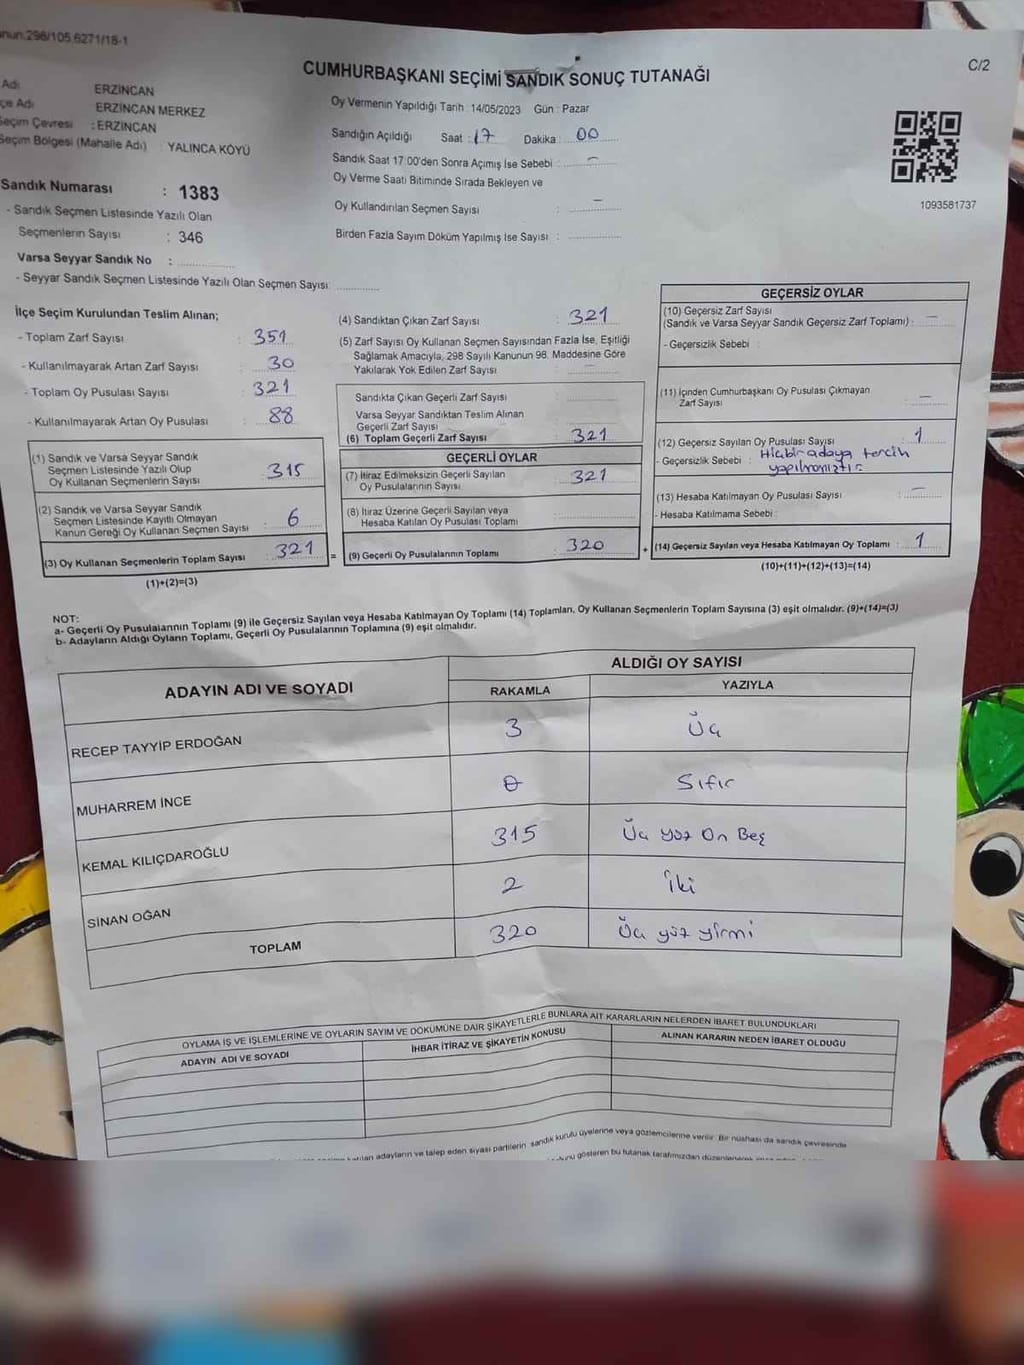 298/105,6271/18-1
C/2
CUMHURBAŞKANI SEÇİMİ SANDIK SONUÇ TUTANAĞI
Adı ERZİNCAN
Adı ERZİNCAN MERKEZ
Seçim Çevresi : ERZİNCAN
Seçim Bölgesi (Mahalle Adı) : YALINCA KÖYÜ
Oy Vermenin Yapıldığı Tarih : 14/05/2023 Gün : Pazar
Sandığın Açıldığı Saat : 17 Dakika : 00
Sandık Saat 17:00'den Sonra Açımış İse Sebebi : -
Oy Verme Saati Bitiminde Sırada Bekleyen ve
Oy Kullandırılan Seçmen Sayısı : -
Birden Fazla Sayım Döküm Yapılmış İse Sayısı :
1093581737
Sandık Numarası : 1383
- Sandık Seçmen Listesinde Yazılı Olan
Seçmenlerin Sayısı : 346
Varsa Seyyar Sandık No :
- Seyyar Sandık Seçmen Listesinde Yazılı Olan Seçmen Sayısı:
İlçe Seçim Kurulundan Teslim Alınan;
- Toplam Zarf Sayısı : 351
- Kullanılmayarak Artan Zarf Sayısı : 30
- Toplam Oy Pusulası Sayısı : 321
- Kullanılmayarak Artan Oy Pusulası : 88
(1) Sandık ve Varsa Seyyar Sandık
Seçmen Listesinde Yazılı Olup
Oy Kullanan Seçmenlerin Sayısı : 315
(2) Sandık ve Varsa Seyyar Sandık
Seçmen Listesinde Kayıtlı Olmayan
Kanun Gereği Oy Kullanan Seçmen Sayısı : 6
(3) Oy Kullanan Seçmenlerin Toplam Sayısı : 321 =
(1)+(2)=(3)
(4) Sandıktan Çıkan Zarf Sayısı : 321
(5) Zarf Sayısı Oy Kullanan Seçmen Sayısından Fazla İse, Eşitliği
Sağlamak Amacıyla, 298 Sayılı Kanunun 98. Maddesine Göre
Yakılarak Yok Edilen Zarf Sayısı : -
Sandıkta Çıkan Geçerli Zarf Sayısı :
Varsa Seyyar Sandıktan Teslim Alınan
Geçerli Zarf Sayısı :
(6) Toplam Geçerli Zarf Sayısı : 321
GEÇERLİ OYLAR
(7) İtiraz Edilmeksizin Geçerli Sayılan
Oy Pusulalarının Sayısı : 321
(8) İtiraz Üzerine Geçerli Sayılan veya
Hesaba Katılan Oy Pusulası Toplamı :
(9) Geçerli Oy Pusulalarının Toplamı : 320 +
GEÇERSİZ OYLAR
(10) Geçersiz Zarf Sayısı
(Sandık ve Varsa Seyyar Sandık Geçersiz Zarf Toplamı) : -
- Geçersizlik Sebebi :
(11) İçinden Cumhurbaşkanı Oy Pusulası Çıkmayan
Zarf Sayısı : -
(12) Geçersiz Sayılan Oy Pusulası Sayısı : 1
- Geçersizlik Sebebi : Hiçbir adaya tercih
yapılmamıştır
(13) Hesaba Katılmayan Oy Pusulası Sayısı : -
- Hesaba Katılmama Sebebi :
(14) Geçersiz Sayılan veya Hesaba Katılmayan Oy Toplamı : 1
(10)+(11)+(12)+(13)=(14)
NOT:
a- Geçerli Oy Pusulalarının Toplamı (9) ile Geçersiz Sayılan veya Hesaba Katılmayan Oy Toplamı (14) Toplamları, Oy Kullanan Seçmenlerin Toplam Sayısına (3) eşit olmalıdır. (9)+(14)=(3)
b- Adayların Aldığı Oyların Toplamı, Geçerli Oy Pusulalarının Toplamına (9) eşit olmalıdır.
ADAYIN ADI VE SOYADI
ALDIĞI OY SAYISI
RAKAMLA YAZIYLA
RECEP TAYYİP ERDOĞAN 3 Üç
MUHARREM İNCE 0 Sıfır
KEMAL KILIÇDAROĞLU 315 Üç yüz On Beş
SİNAN OĞAN 2 İki
TOPLAM 320 Üç yüz yirmi
OYLAMA İŞ VE İŞLEMLERİNE VE OYLARIN SAYIM VE DÖKÜMÜNE DAİR ŞİKAYETLERLE BUNLARA AİT KARARLARIN NELERDEN İBARET BULUNDUKLARI
ADAYIN ADI VE SOYADI İHBAR İTİRAZ VE ŞİKAYETİN KONUSU ALINAN KARARIN NEDEN İBARET OLDUĞU
adayların ve talep eden siyasi partilerin sandık kurulu üyelerine veya gözlemcilerine verilir. Bir nüshası da sandık çevresinde
gösteren bu tutanak tarafımızdan